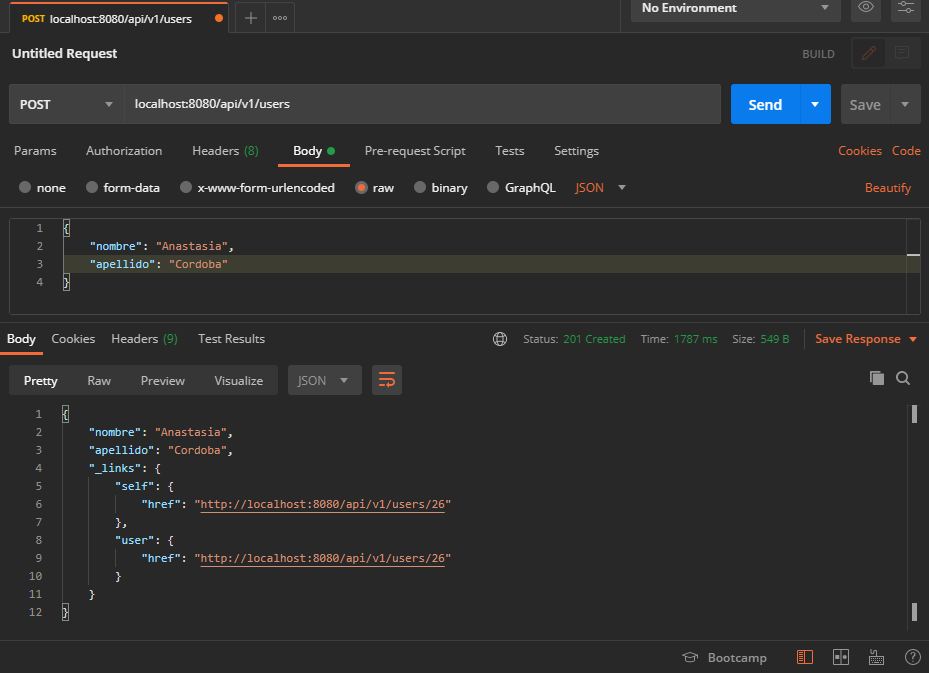 POST localhost:8080/api/v1/users
No Environment
Untitled Request
BUILD
POST localhost:8080/api/v1/users Send Save
Params Authorization Headers (8) Body Pre-request Script Tests Settings Cookies Code
none form-data x-www-form-urlencoded raw binary GraphQL JSON Beautify
1 {
2 "nombre": "Anastasia",
3 "apellido": "Cordoba"
4 }
Body Cookies Headers (9) Test Results Status: 201 Created Time: 1787 ms Size: 549 B Save Response
Pretty Raw Preview Visualize JSON
1 {
2 "nombre": "Anastasia",
3 "apellido": "Cordoba",
4 "_links": {
5 "self": {
6 "href": "http://localhost:8080/api/v1/users/26"
7 },
8 "user": {
9 "href": "http://localhost:8080/api/v1/users/26"
10 }
11 }
12 }
Bootcamp